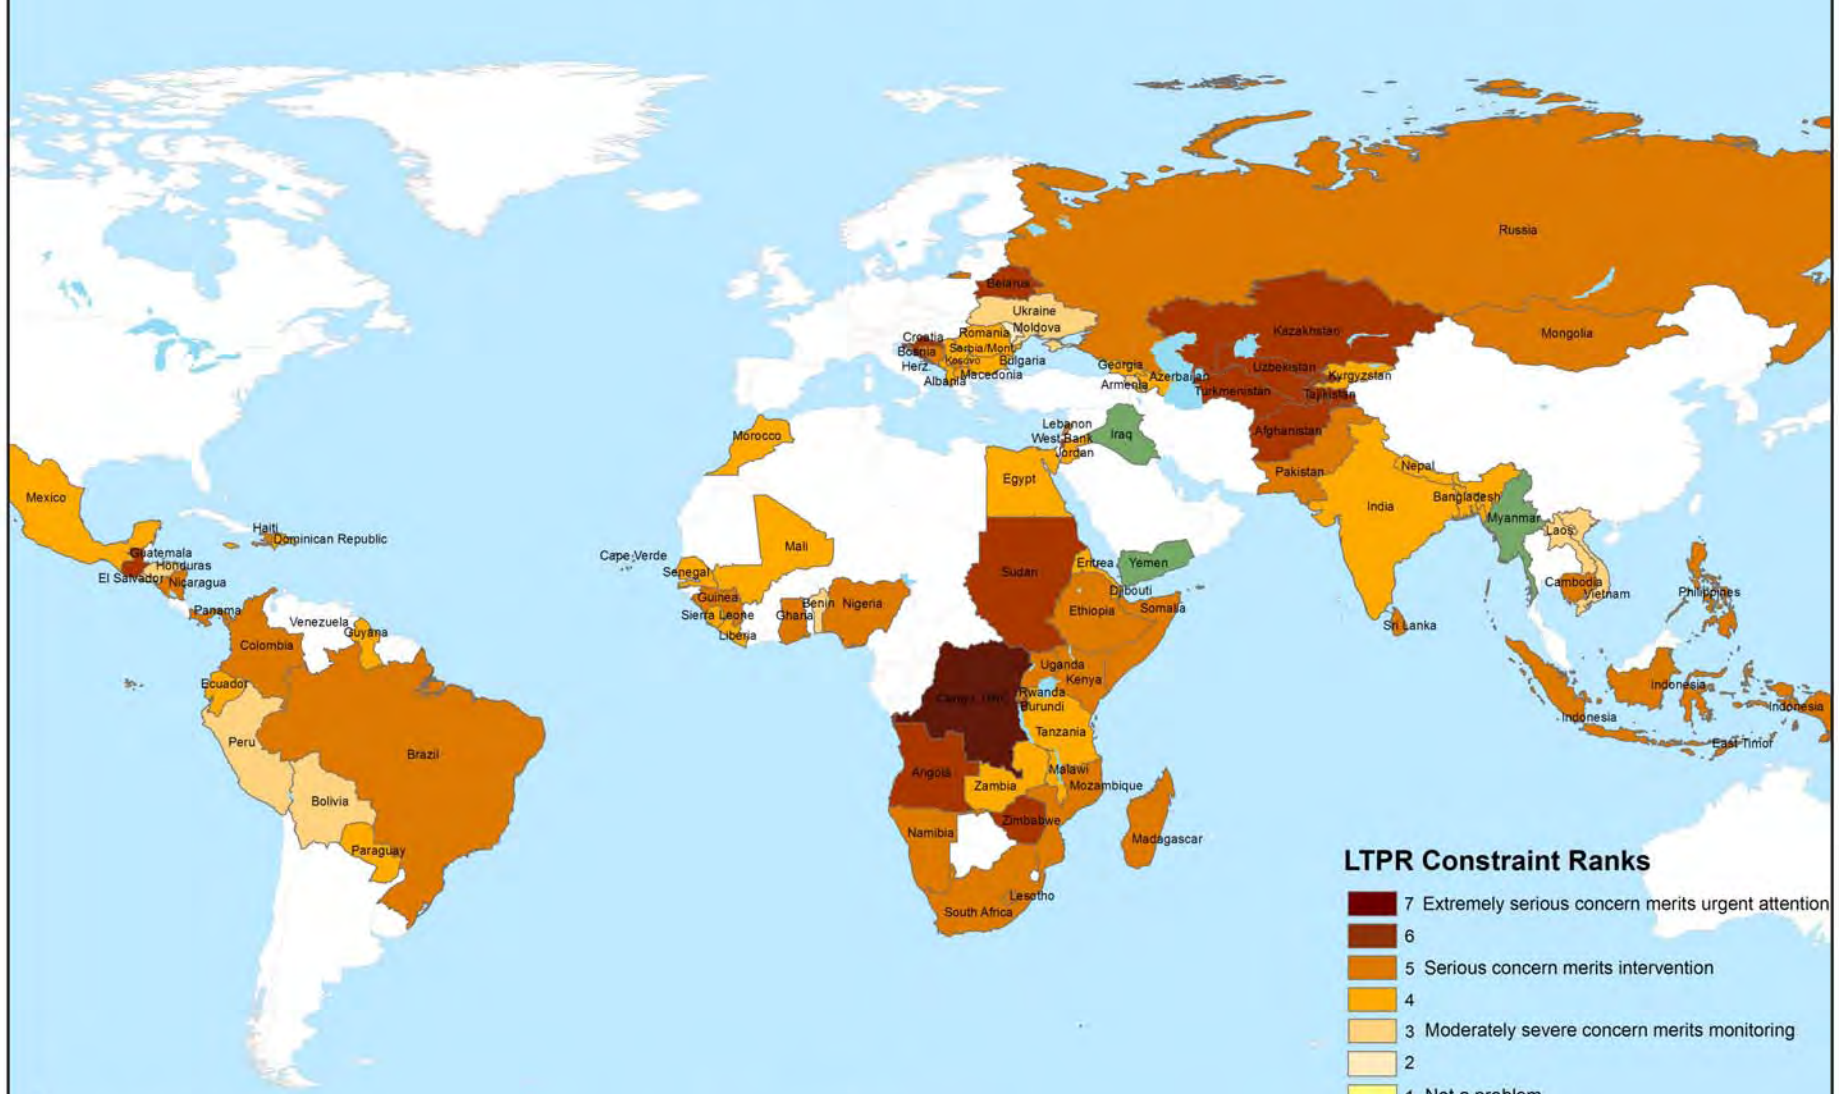 Russia
Belarus
Ukraine
Moldova
Romania
Croatia
Serbia/Mont.
Bosnia
Herz.
Kosovo
Bulgaria
Macedonia
Albania
Georgia
Armenia
Azerbaijan
Kazakhstan
Mongolia
Uzbekistan
Kyrgyzstan
Turkmenistan
Tajikistan
Afghanistan
Pakistan
Lebanon
West Bank
Jordan
Iraq
Morocco
Egypt
Nepal
Bangladesh
India
Myanmar
Laos
Cambodia
Vietnam
Philippines
Sri Lanka
Indonesia
Indonesia
Indonesia
East Timor
Mexico
Haiti
Dominican Republic
Guatemala
Honduras
El Salvador
Nicaragua
Panama
Venezuela
Guyana
Colombia
Ecuador
Peru
Brazil
Bolivia
Paraguay
Cape Verde
Senegal
Mali
Guinea
Sierra Leone
Liberia
Ghana
Benin
Nigeria
Sudan
Eritrea
Yemen
Djibouti
Ethiopia
Somalia
Uganda
Kenya
Congo, DRC
Rwanda
Burundi
Tanzania
Angola
Zambia
Malawi
Mozambique
Zimbabwe
Namibia
Madagascar
Lesotho
South Africa
LTPR Constraint Ranks
7 Extremely serious concern merits urgent attention
6
5 Serious concern merits intervention
4
3 Moderately severe concern merits monitoring
2
1 Not a problem